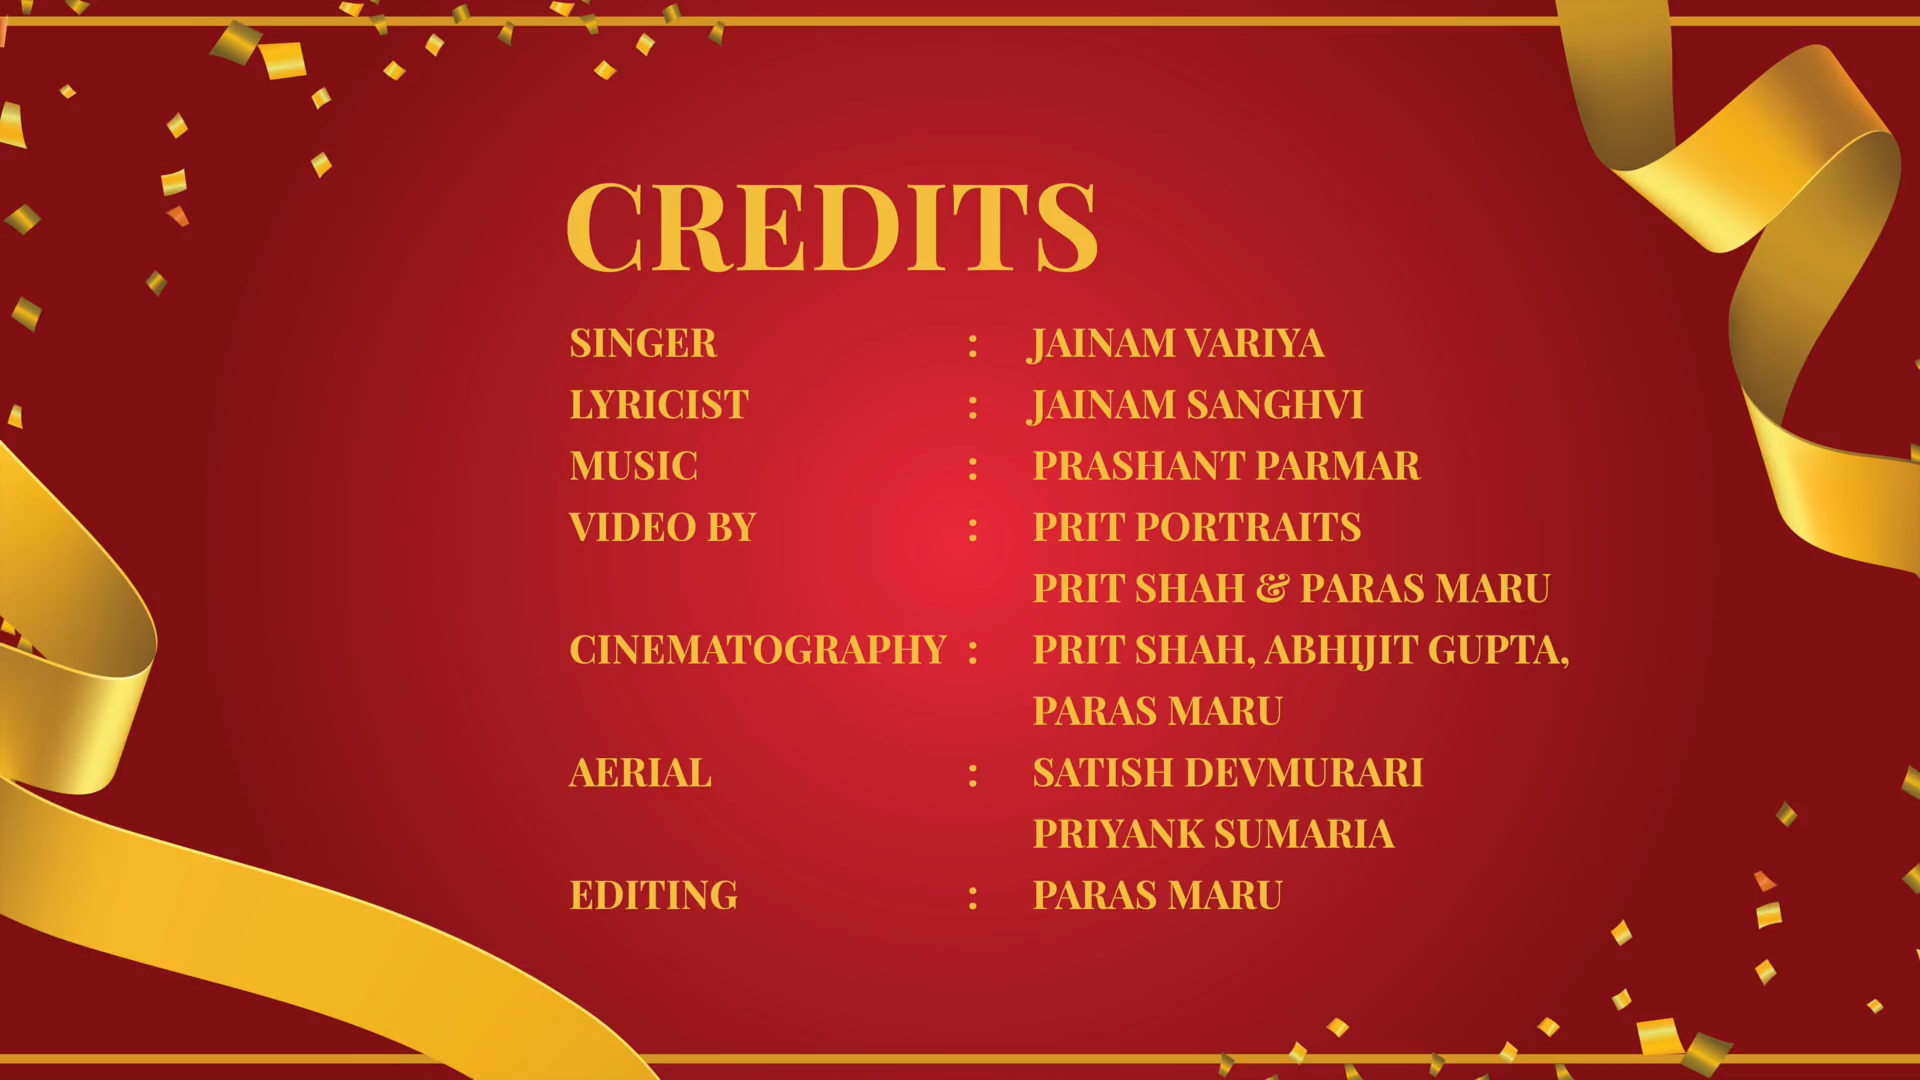 CREDITS
SINGER : JAINAM VARIYA
LYRICIST : JAINAM SANGHVI
MUSIC : PRASHANT PARMAR
VIDEO BY : PRIT PORTRAITS
PRIT SHAH & PARAS MARU
CINEMATOGRAPHY : PRIT SHAH, ABHIJIT GUPTA,
PARAS MARU
AERIAL : SATISH DEVMURARI
PRIYANK SUMARIA
EDITING : PARAS MARU